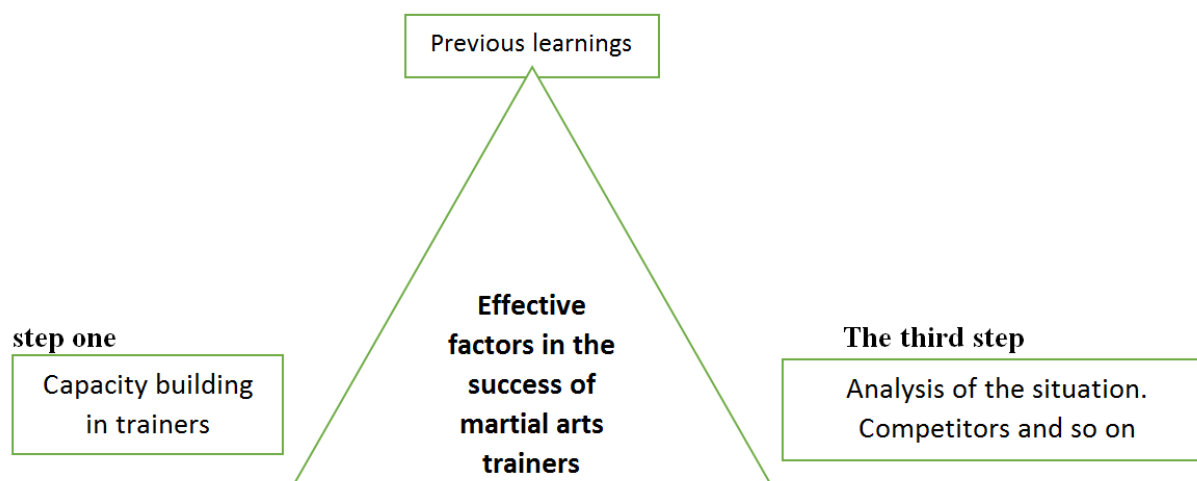 Previous learnings
step one
Capacity building
in trainers
Effective
factors in the
success of
martial arts
trainers
The third step
Analysis of the situation.
Competitors and so on